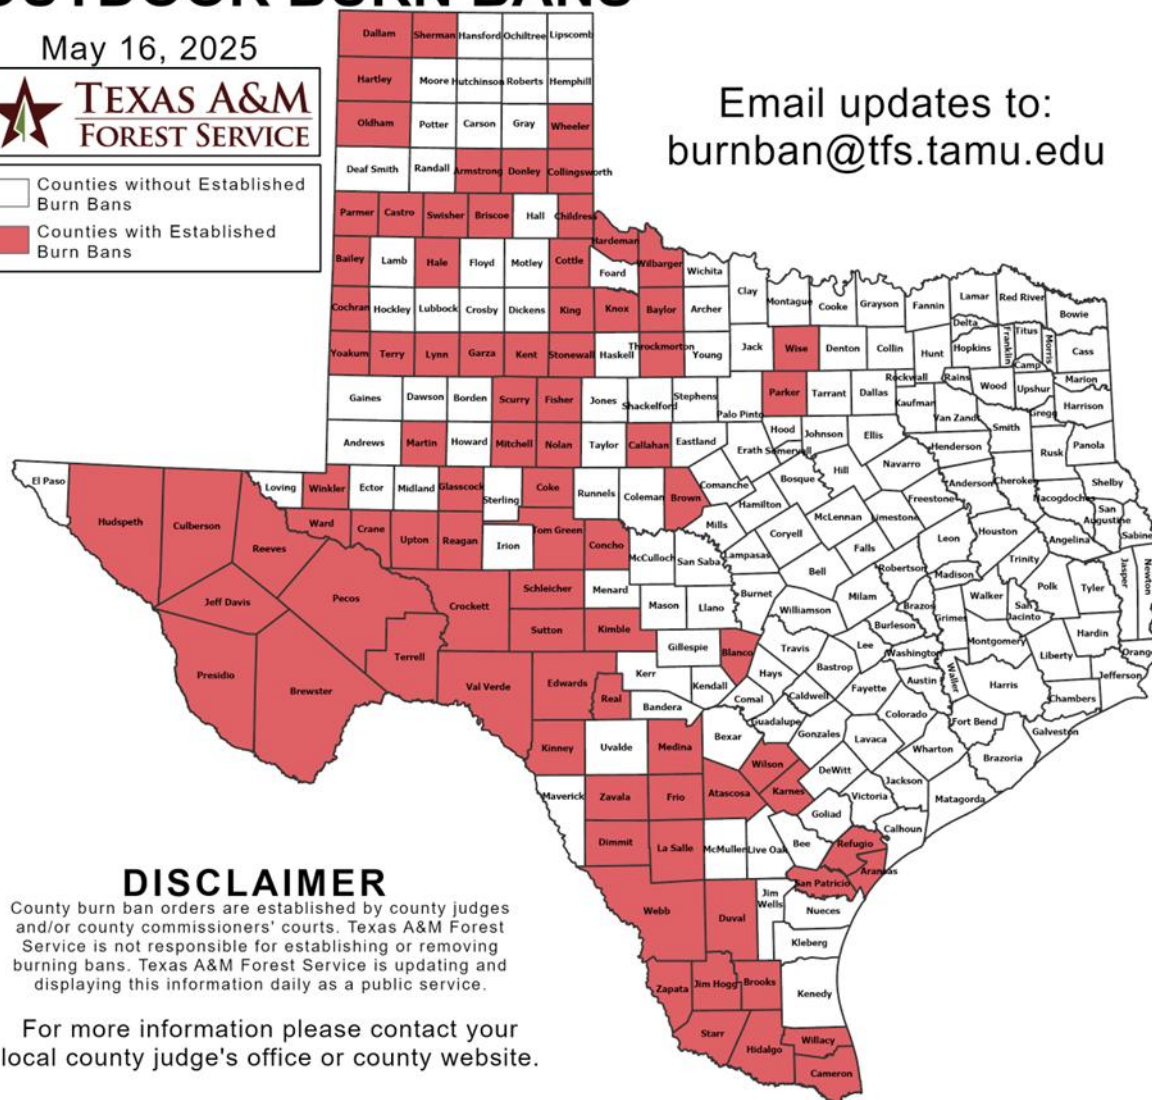 OUTDOOR BURN BANS
May 16, 2025
TEXAS A&M
FOREST SERVICE
Counties without Established
Burn Bans
Counties with Established
Burn Bans
Email updates to:
burnban@tfs.tamu.edu
Dallam Sherman Hansford Ochiltree Lipscomb
Hartley Moore Hutchinson Roberts Hemphill
Oldham Potter Carson Gray Wheeler
Deaf Smith Randall Armstrong Donley Collingsworth
Parmer Castro Swisher Briscoe Hall Childress
Hardeman
Bailey Lamb Hale Floyd Motley Cottle Foard Wilbarger Wichita
Clay Montague Cooke Grayson Fannin Lamar Red River Bowie
Cochran Hockley Lubbock Crosby Dickens King Knox Baylor Archer
Delta Franklin Titus Morris
Yoakum Terry Lynn Garza Kent Stonewall Haskell Throckmorton Young Jack Wise Denton Collin Hunt Hopkins Camp Cass
Rockwall Rains Wood Upshur Marion
Gaines Dawson Borden Scurry Fisher Jones Shackelford Stephens Palo Pinto Parker Tarrant Dallas Kaufman Van Zandt Smith Gregg Harrison
Andrews Martin Howard Mitchell Nolan Taylor Callahan Eastland Erath Hood Somervell Johnson Ellis Henderson Rusk Panola
El Paso Hudspeth Culberson Reeves Loving Winkler Ector Midland Glasscock Sterling Coke Runnels Coleman Brown Comanche Hamilton Bosque Hill Navarro Freestone Anderson Cherokee Nacogdoches Shelby
San
Augustine
Sabine
Ward Crane Upton Reagan Irion Tom Green Concho McCulloch San Saba Mills Lampasas Coryell McLennan Limestone Falls Leon Houston Trinity Angelina
Jeff Davis Pecos Crockett Schleicher Menard Mason Llano Burnet Bell Milam Robertson Madison Walker Polk Tyler Jasper Newton
San
Jacinto
Presidio Brewster Terrell Sutton Kimble Gillespie Blanco Williamson Travis Burleson Brazos Grimes Montgomery Liberty Hardin Orange
Val Verde Edwards Real Kerr Kendall Bandera Hays Comal Bastrop Caldwell Lee Washington Fayette Austin Waller Harris Chambers Jefferson
Kinney Uvalde Medina Bexar Guadalupe Gonzales Lavaca Colorado Fort Bend Wharton Brazoria Galveston
Maverick Zavala Frio Atascosa Wilson Karnes DeWitt Goliad Victoria Jackson Matagorda Calhoun
Dimmit La Salle McMullen Live Oak Bee Refugio Aransas San Patricio
Webb Duval
Jim
Wells
Nueces
Kleberg
Zapata Jim Hogg Brooks Kenedy
Starr Hidalgo Willacy
Cameron
DISCLAIMER
County burn ban orders are established by county judges
and/or county commissioners' courts. Texas A&M Forest
Service is not responsible for establishing or removing
burning bans. Texas A&M Forest Service is updating and
displaying this information daily as a public service.
For more information please contact your
local county judge's office or county website.